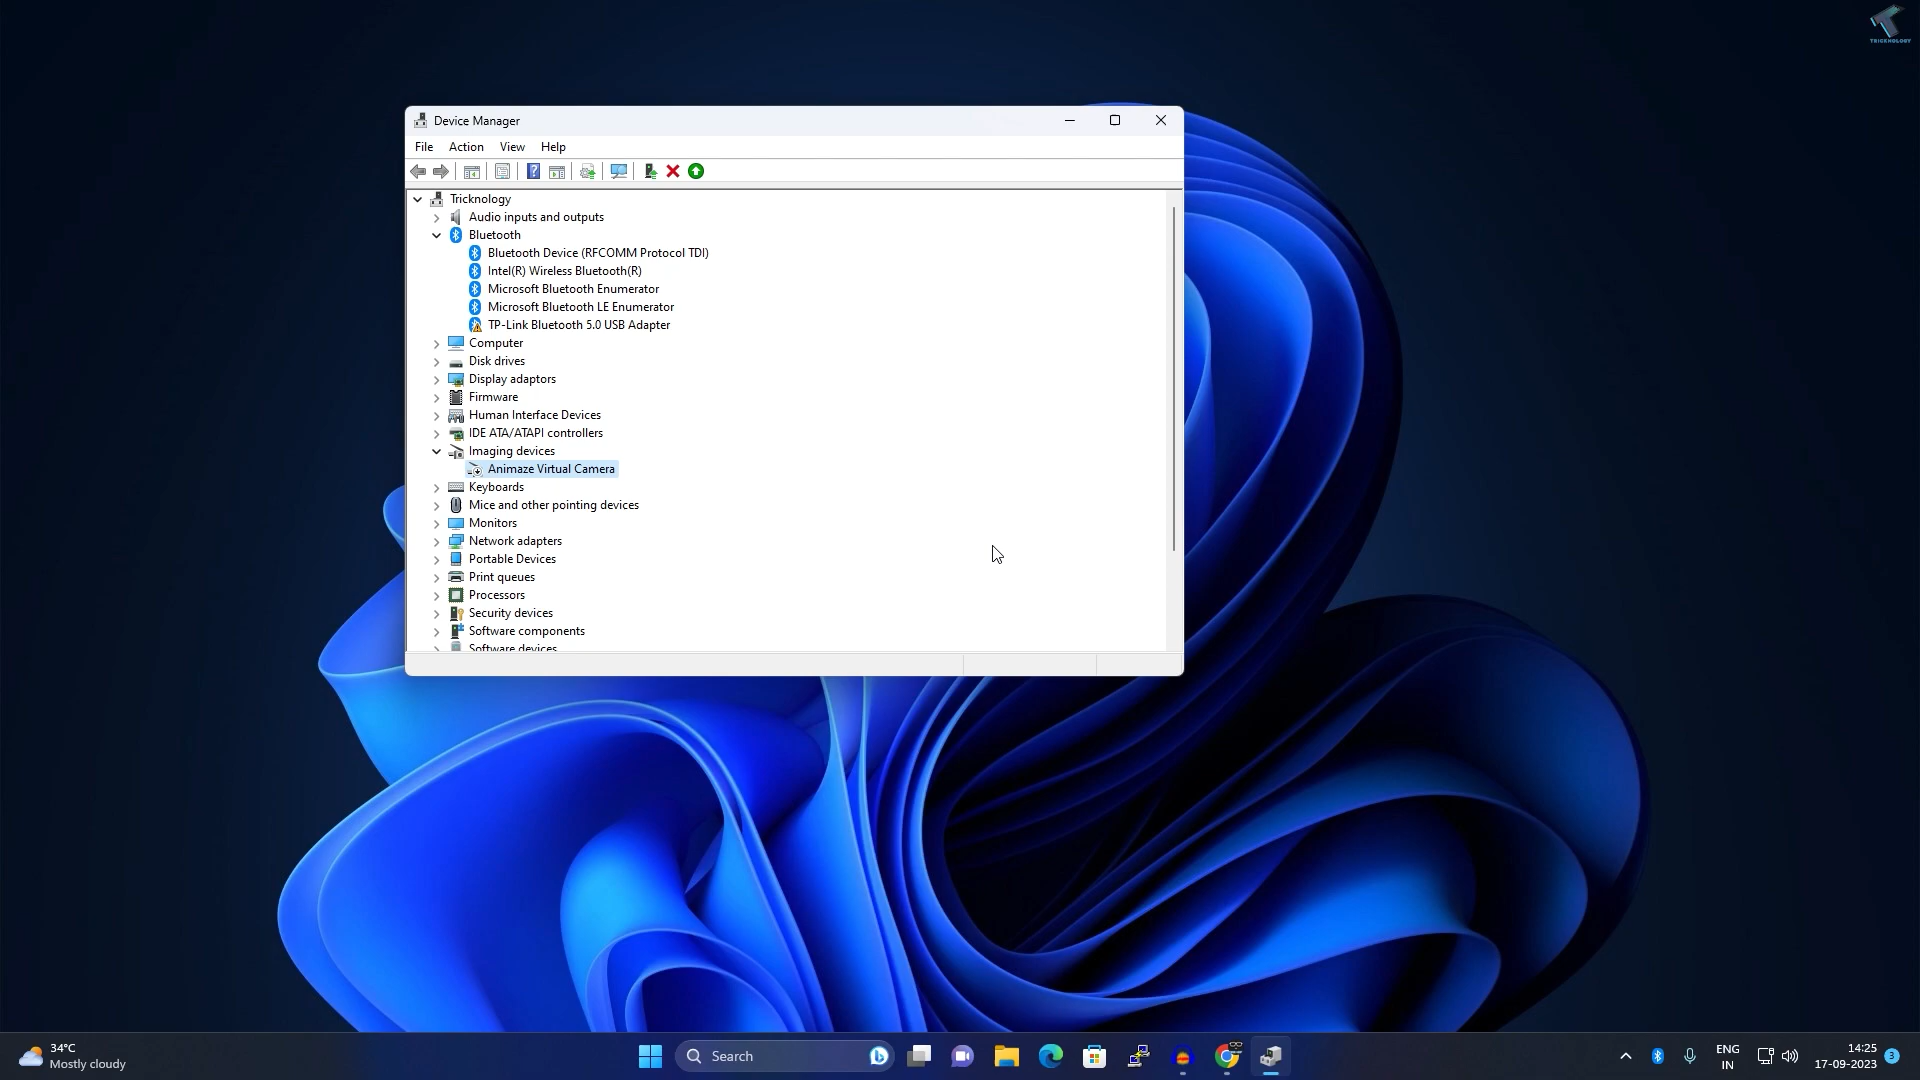 TRICKNOLOGY
Device Manager
File Action View Help
Tricknology
Audio inputs and outputs
Bluetooth
Bluetooth Device (RFCOMM Protocol TDI)
Intel(R) Wireless Bluetooth(R)
Microsoft Bluetooth Enumerator
Microsoft Bluetooth LE Enumerator
TP-Link Bluetooth 5.0 USB Adapter
Computer
Disk drives
Display adaptors
Firmware
Human Interface Devices
IDE ATA/ATAPI controllers
Imaging devices
Animaze Virtual Camera
Keyboards
Mice and other pointing devices
Monitors
Network adapters
Portable Devices
Print queues
Processors
Security devices
Software components
Software devices
34°C
Mostly cloudy
Search
ENG
IN
14:25
17-09-2023
3